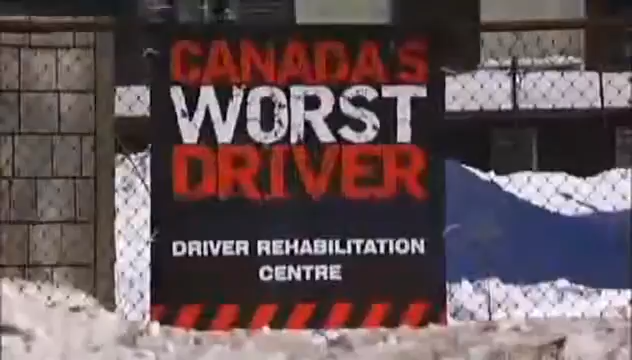 CANADA'S
WORST
DRIVER
DRIVER REHABILITATION
CENTRE